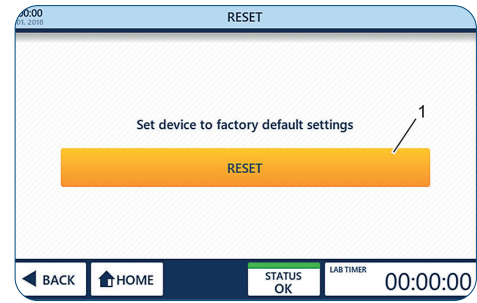 0:00
01. 2018
RESET
1
Set device to factory default settings
RESET
BACK
HOME
STATUS
OK
LAB TIMER
00:00:00